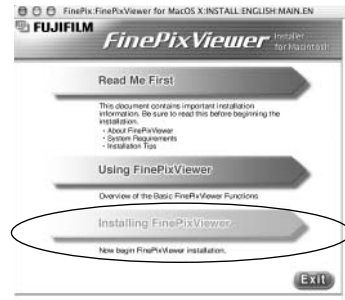 FinePix:FinePixViewer for MacOS X:INSTALL:ENGLISH:MAIN.EN
FUJIFILM
FinePixViewer Installer for Macintosh
Read Me First
This document contains important installation
information. Be sure to read this before beginning the
installation.
- About FinePixViewer
- System Requirements
- Installation Tips
Using FinePixViewer
Overview of the Basic FinePixViewer Functions
Installing FinePixViewer
Now begin FinePixViewer installation.
Exit